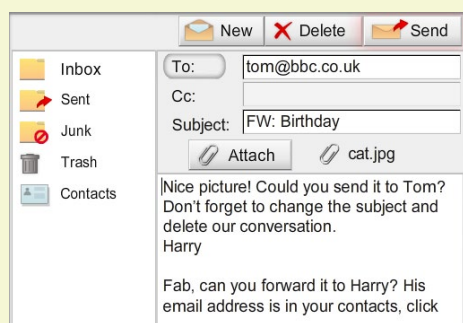 New
Delete
Send
Inbox
Sent
Junk
Trash
Contacts
To:
tom@bbc.co.uk
Cc:
Subject:
FW: Birthday
Attach
cat.jpg
Nice picture! Could you send it to Tom?
Don't forget to change the subject and
delete our conversation.
Harry
Fab, can you forward it to Harry? His
email address is in your contacts, click